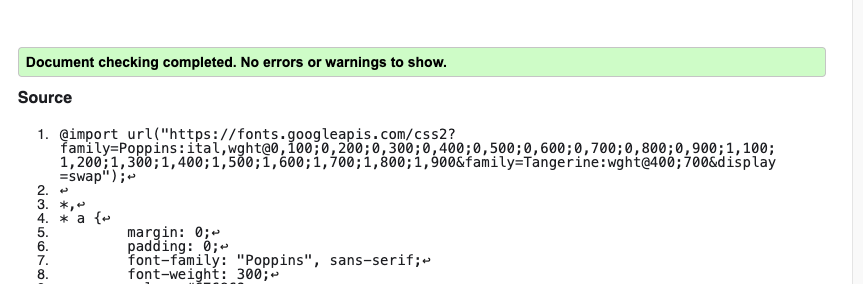 Document checking completed. No errors or warnings to show.
Source
1. @import url("https://fonts.googleapis.com/css2?
family=Poppins:ital,wght@0,100;0,200;0,300;0,400;0,500;0,600;0,700;0,800;0,900;1,100;
1,200;1,300;1,400;1,500;1,600;1,700;1,800;1,900&family=Tangerine:wght@400;700&display
=swap");↩
2. ↩
3. *,↩
4. * a {↩
5. margin: 0;↩
6. padding: 0;↩
7. font-family: "Poppins", sans-serif;↩
8. font-weight: 300;↩